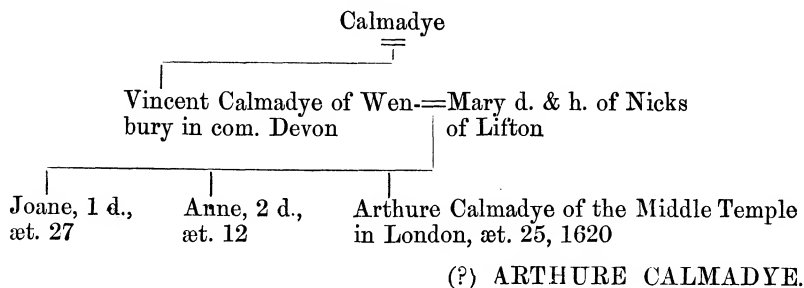 Calmadye
Vincent Calmadye of Wen-=Mary d. & h. of Nicks
bury in com. Devon of Lifton
Joane, 1 d., Anne, 2 d., Arthure Calmadye of the Middle Temple
æt. 27 æt. 12 in London, æt. 25, 1620
(?) ARTHURE CALMADYE.